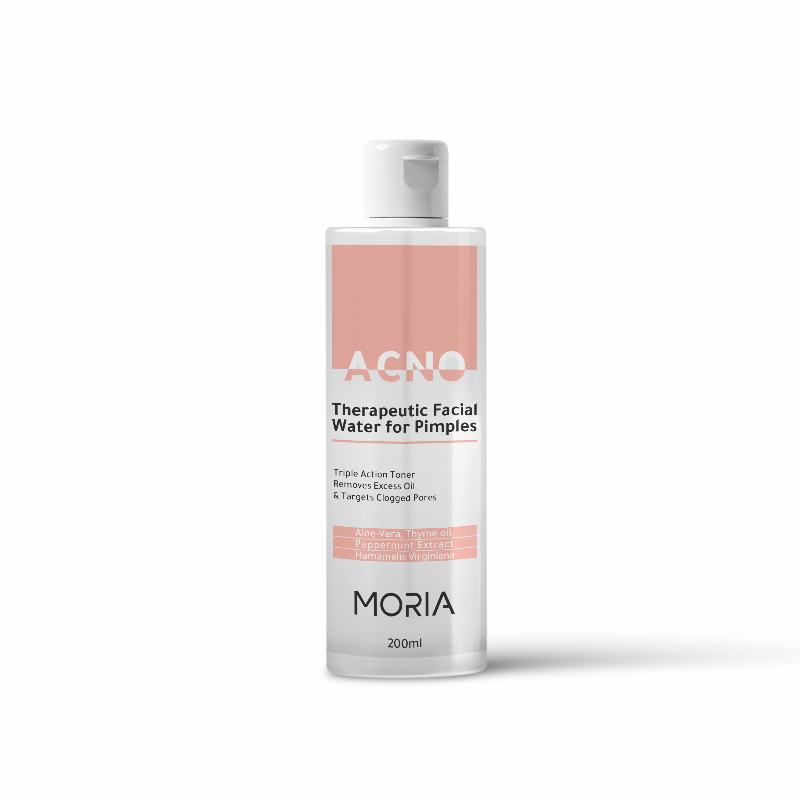 ACNO
Therapeutic Facial
Water for Pimples
Triple Action Toner
Removes Excess Oil
& Targets Clogged Pores
Aloe-Vera, Thyme oil,
Peppermint Extract
Hamamelis Virginiana
MORIA
200ml